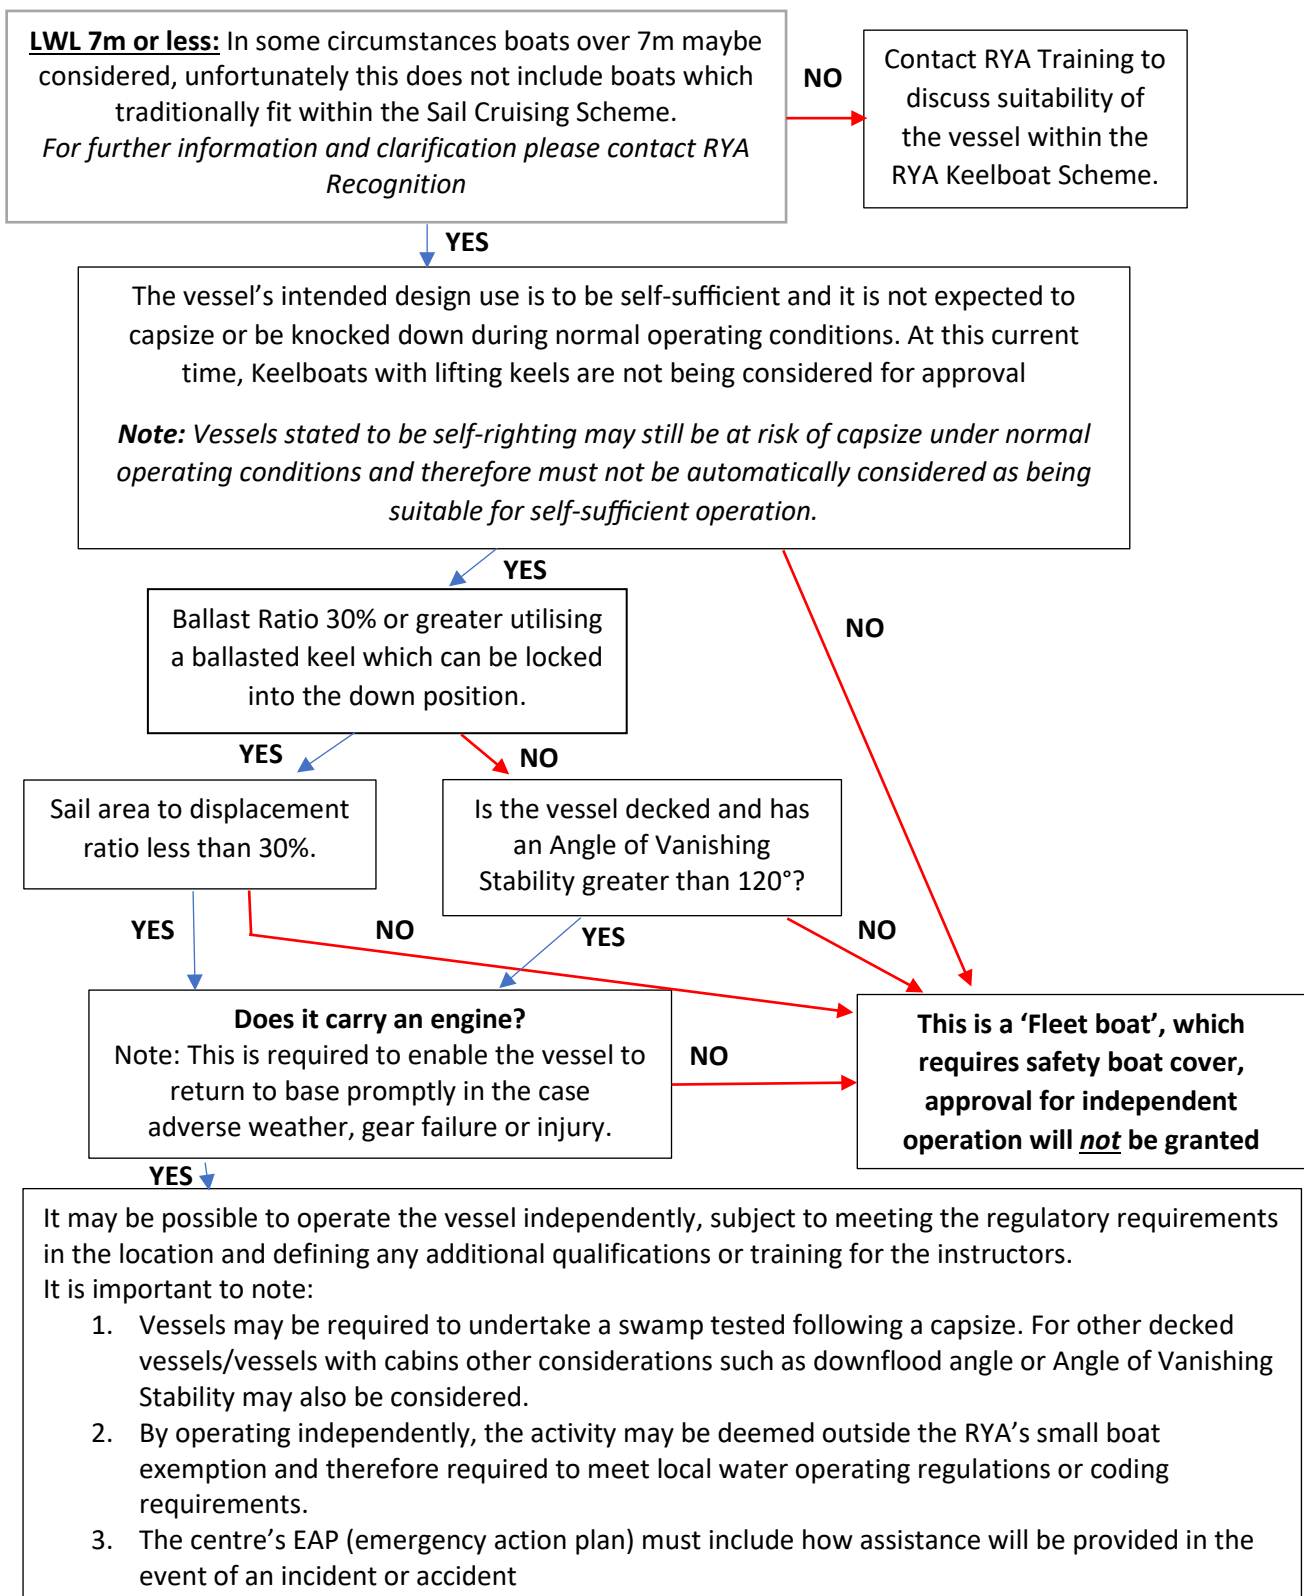 LWL 7m or less: In some circumstances boats over 7m maybe
considered, unfortunately this does not include boats which
traditionally fit within the Sail Cruising Scheme.
For further information and clarification please contact RYA
Recognition
NO
Contact RYA Training to
discuss suitability of
the vessel within the
RYA Keelboat Scheme.
YES
The vessel’s intended design use is to be self-sufficient and it is not expected to
capsize or be knocked down during normal operating conditions. At this current
time, Keelboats with lifting keels are not being considered for approval
Note: Vessels stated to be self-righting may still be at risk of capsize under normal
operating conditions and therefore must not be automatically considered as being
suitable for self-sufficient operation.
YES
NO
Ballast Ratio 30% or greater utilising
a ballasted keel which can be locked
into the down position.
YES
NO
Sail area to displacement
ratio less than 30%.
Is the vessel decked and has
an Angle of Vanishing
Stability greater than 120°?
YES
NO
YES
NO
Does it carry an engine?
Note: This is required to enable the vessel to
return to base promptly in the case
adverse weather, gear failure or injury.
NO
This is a ‘Fleet boat’, which
requires safety boat cover,
approval for independent
operation will not be granted
YES
It may be possible to operate the vessel independently, subject to meeting the regulatory requirements
in the location and defining any additional qualifications or training for the instructors.
It is important to note:
1. Vessels may be required to undertake a swamp tested following a capsize. For other decked
vessels/vessels with cabins other considerations such as downflood angle or Angle of Vanishing
Stability may also be considered.
2. By operating independently, the activity may be deemed outside the RYA’s small boat
exemption and therefore required to meet local water operating regulations or coding
requirements.
3. The centre’s EAP (emergency action plan) must include how assistance will be provided in the
event of an incident or accident